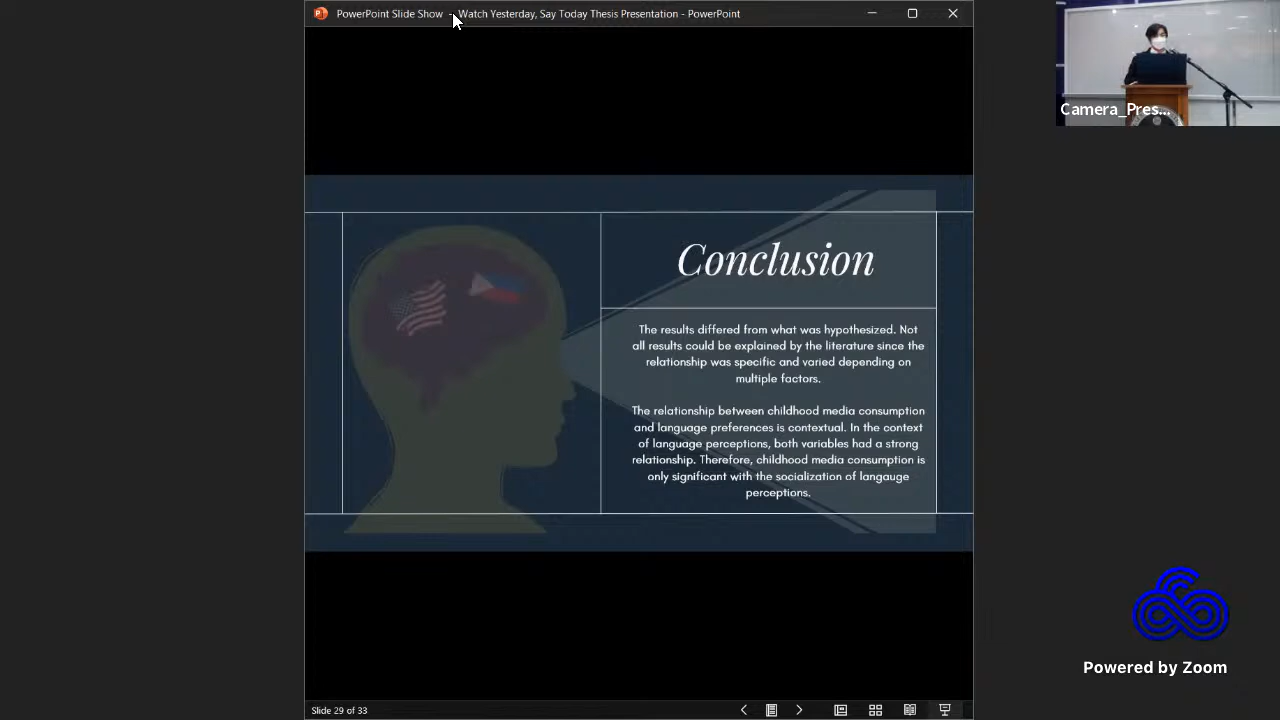 PowerPoint Slide Show - Watch Yesterday, Say Today Thesis Presentation - PowerPoint
Camera_Pres...
Conclusion
The results differed from what was hypothesized. Not
all results could be explained by the literature since the
relationship was specific and varied depending on
multiple factors.
The relationship between childhood media consumption
and language preferences is contextual. In the context
of language perceptions, both variables had a strong
relationship. Therefore, childhood media consumption is
only significant with the socialization of langauge
perceptions.
Powered by Zoom
Slide 29 of 33